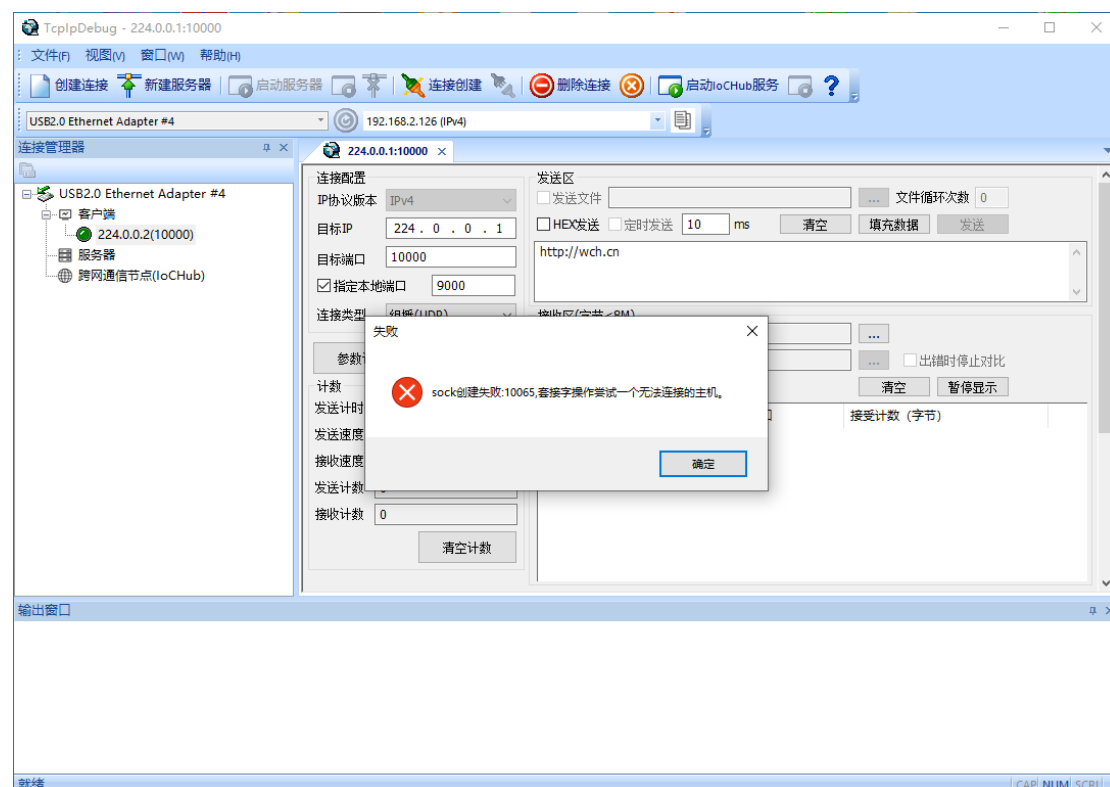 TcpIpDebug - 224.0.0.1:10000
文件(F) 视图(V) 窗口(W) 帮助(H)
创建连接 新建服务器 启动服务器 连接创建 删除连接 启动IoCHub服务
USB2.0 Ethernet Adapter #4 192.168.2.126 (IPv4)
连接管理器
224.0.0.1:10000
USB2.0 Ethernet Adapter #4
客户端
224.0.0.2(10000)
服务器
跨网通信节点(IoCHub)
连接配置
IP协议版本 IPv4
目标IP 224 . 0 . 0 . 1
目标端口 10000
指定本地端口 9000
连接类型 组播(UDP)
发送区
发送文件 ... 文件循环次数 0
HEX发送 定时发送 10 ms 清空 填充数据 发送
http://wch.cn
接收区(字节<8M)
...
... 出错时停止对比
清空 暂停显示
接受计数（字节）
失败
sock创建失败:10065,套接字操作尝试一个无法连接的主机。
确定
计数
发送计时
发送速度
接收速度
发送计数
接收计数 0
清空计数
输出窗口
就绪
CAP NUM SCRL